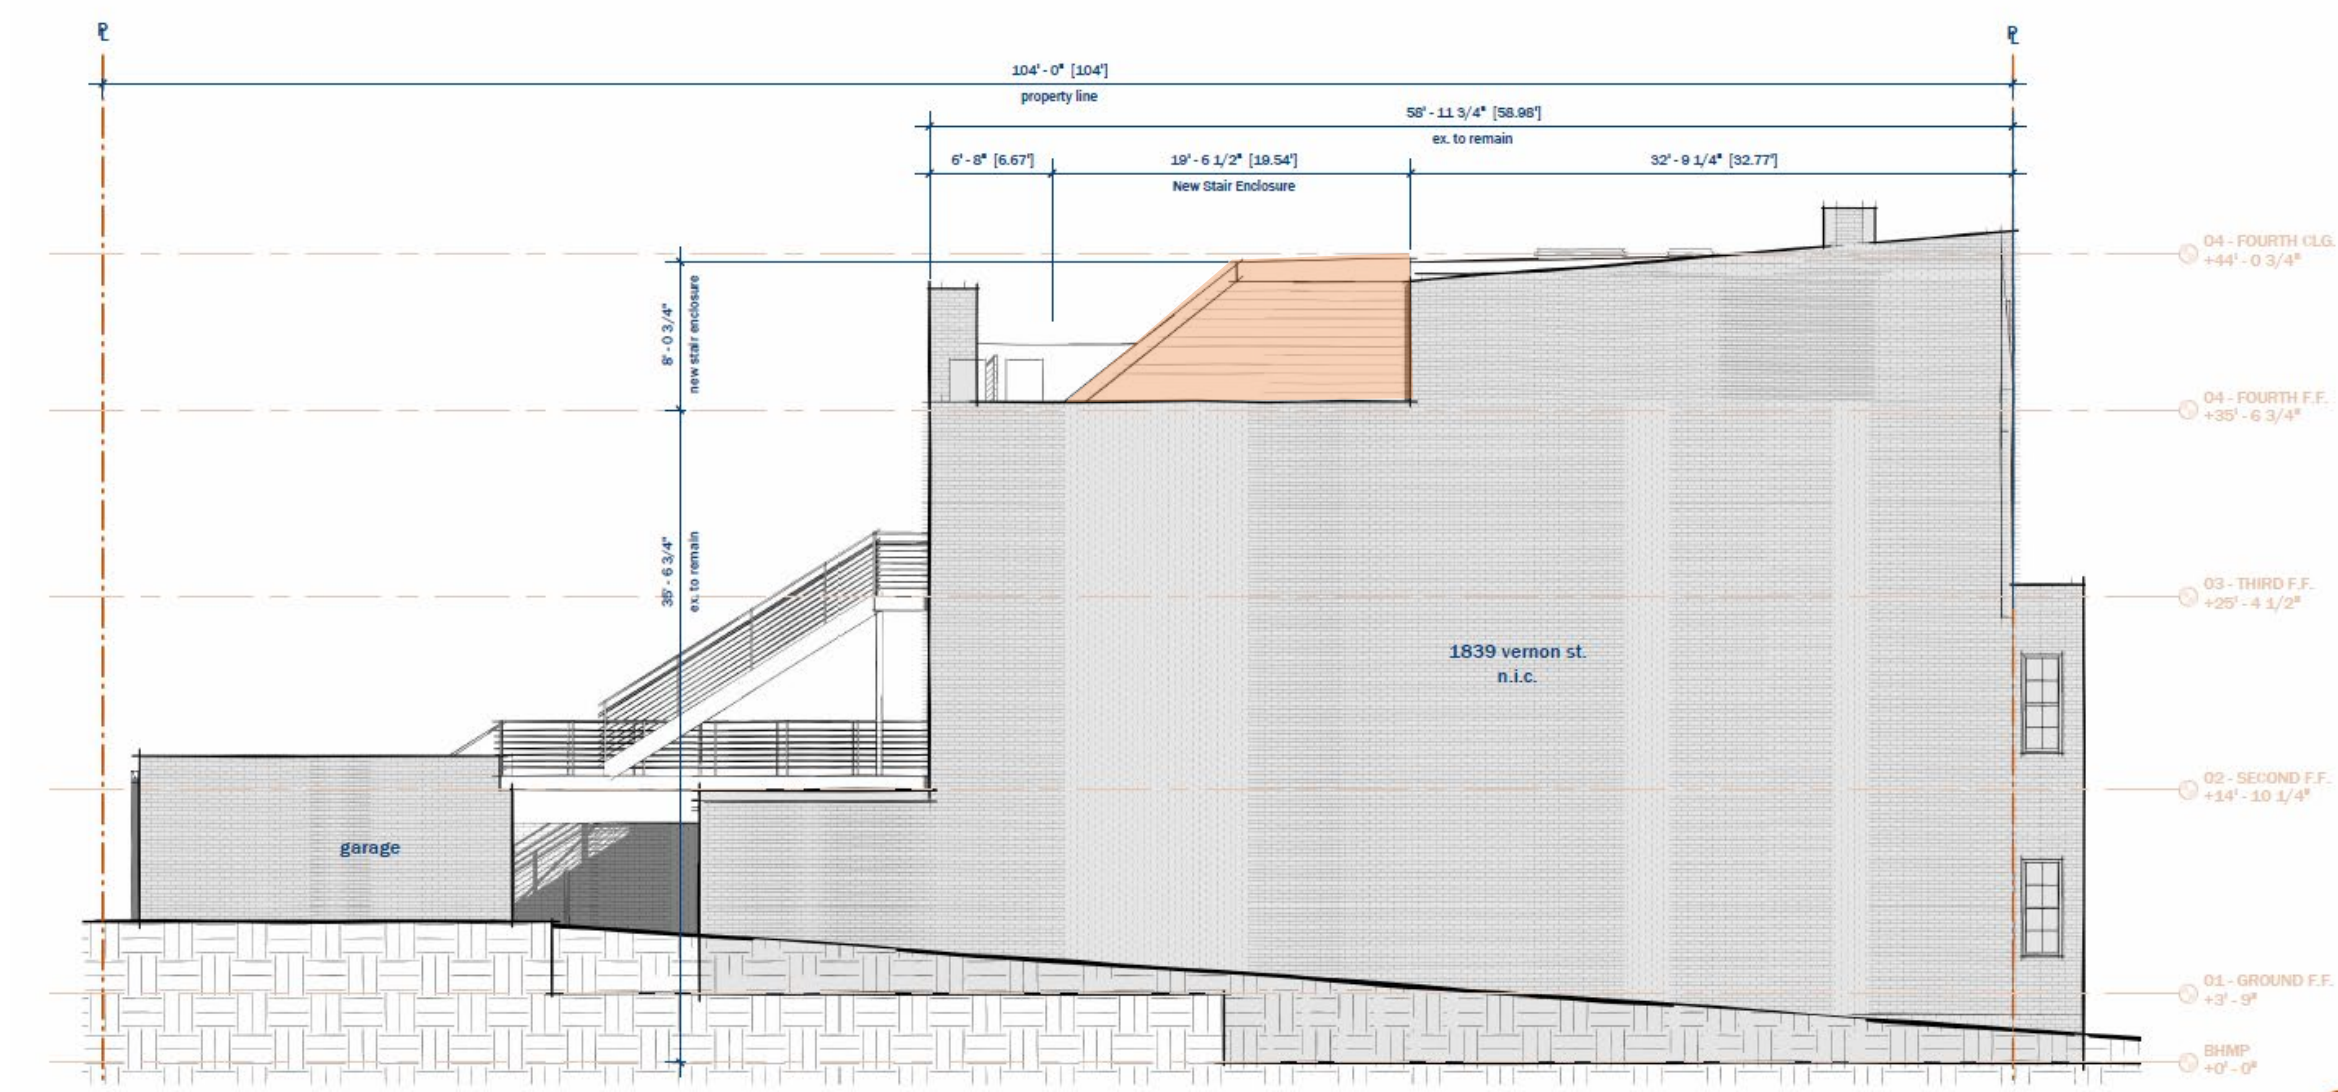 PL
PL
104' - 0" [104']
property line
58' - 11 3/4" [58.98']
ex. to remain
6' - 8" [6.67']
19' - 6 1/2" [19.54']
32' - 9 1/4" [32.77']
New Stair Enclosure
04 - FOURTH CLG.
+44' - 0 3/4"
8' - 0 3/4"
new stair enclosure
04 - FOURTH F.F.
+35' - 6 3/4"
35' - 6 3/4"
ex. to remain
03 - THIRD F.F.
+25' - 4 1/2"
1839 vernon st.
n.i.c.
02 - SECOND F.F.
+14' - 10 1/4"
garage
01 - GROUND F.F.
+3' - 9"
BHMP
+0' - 0"